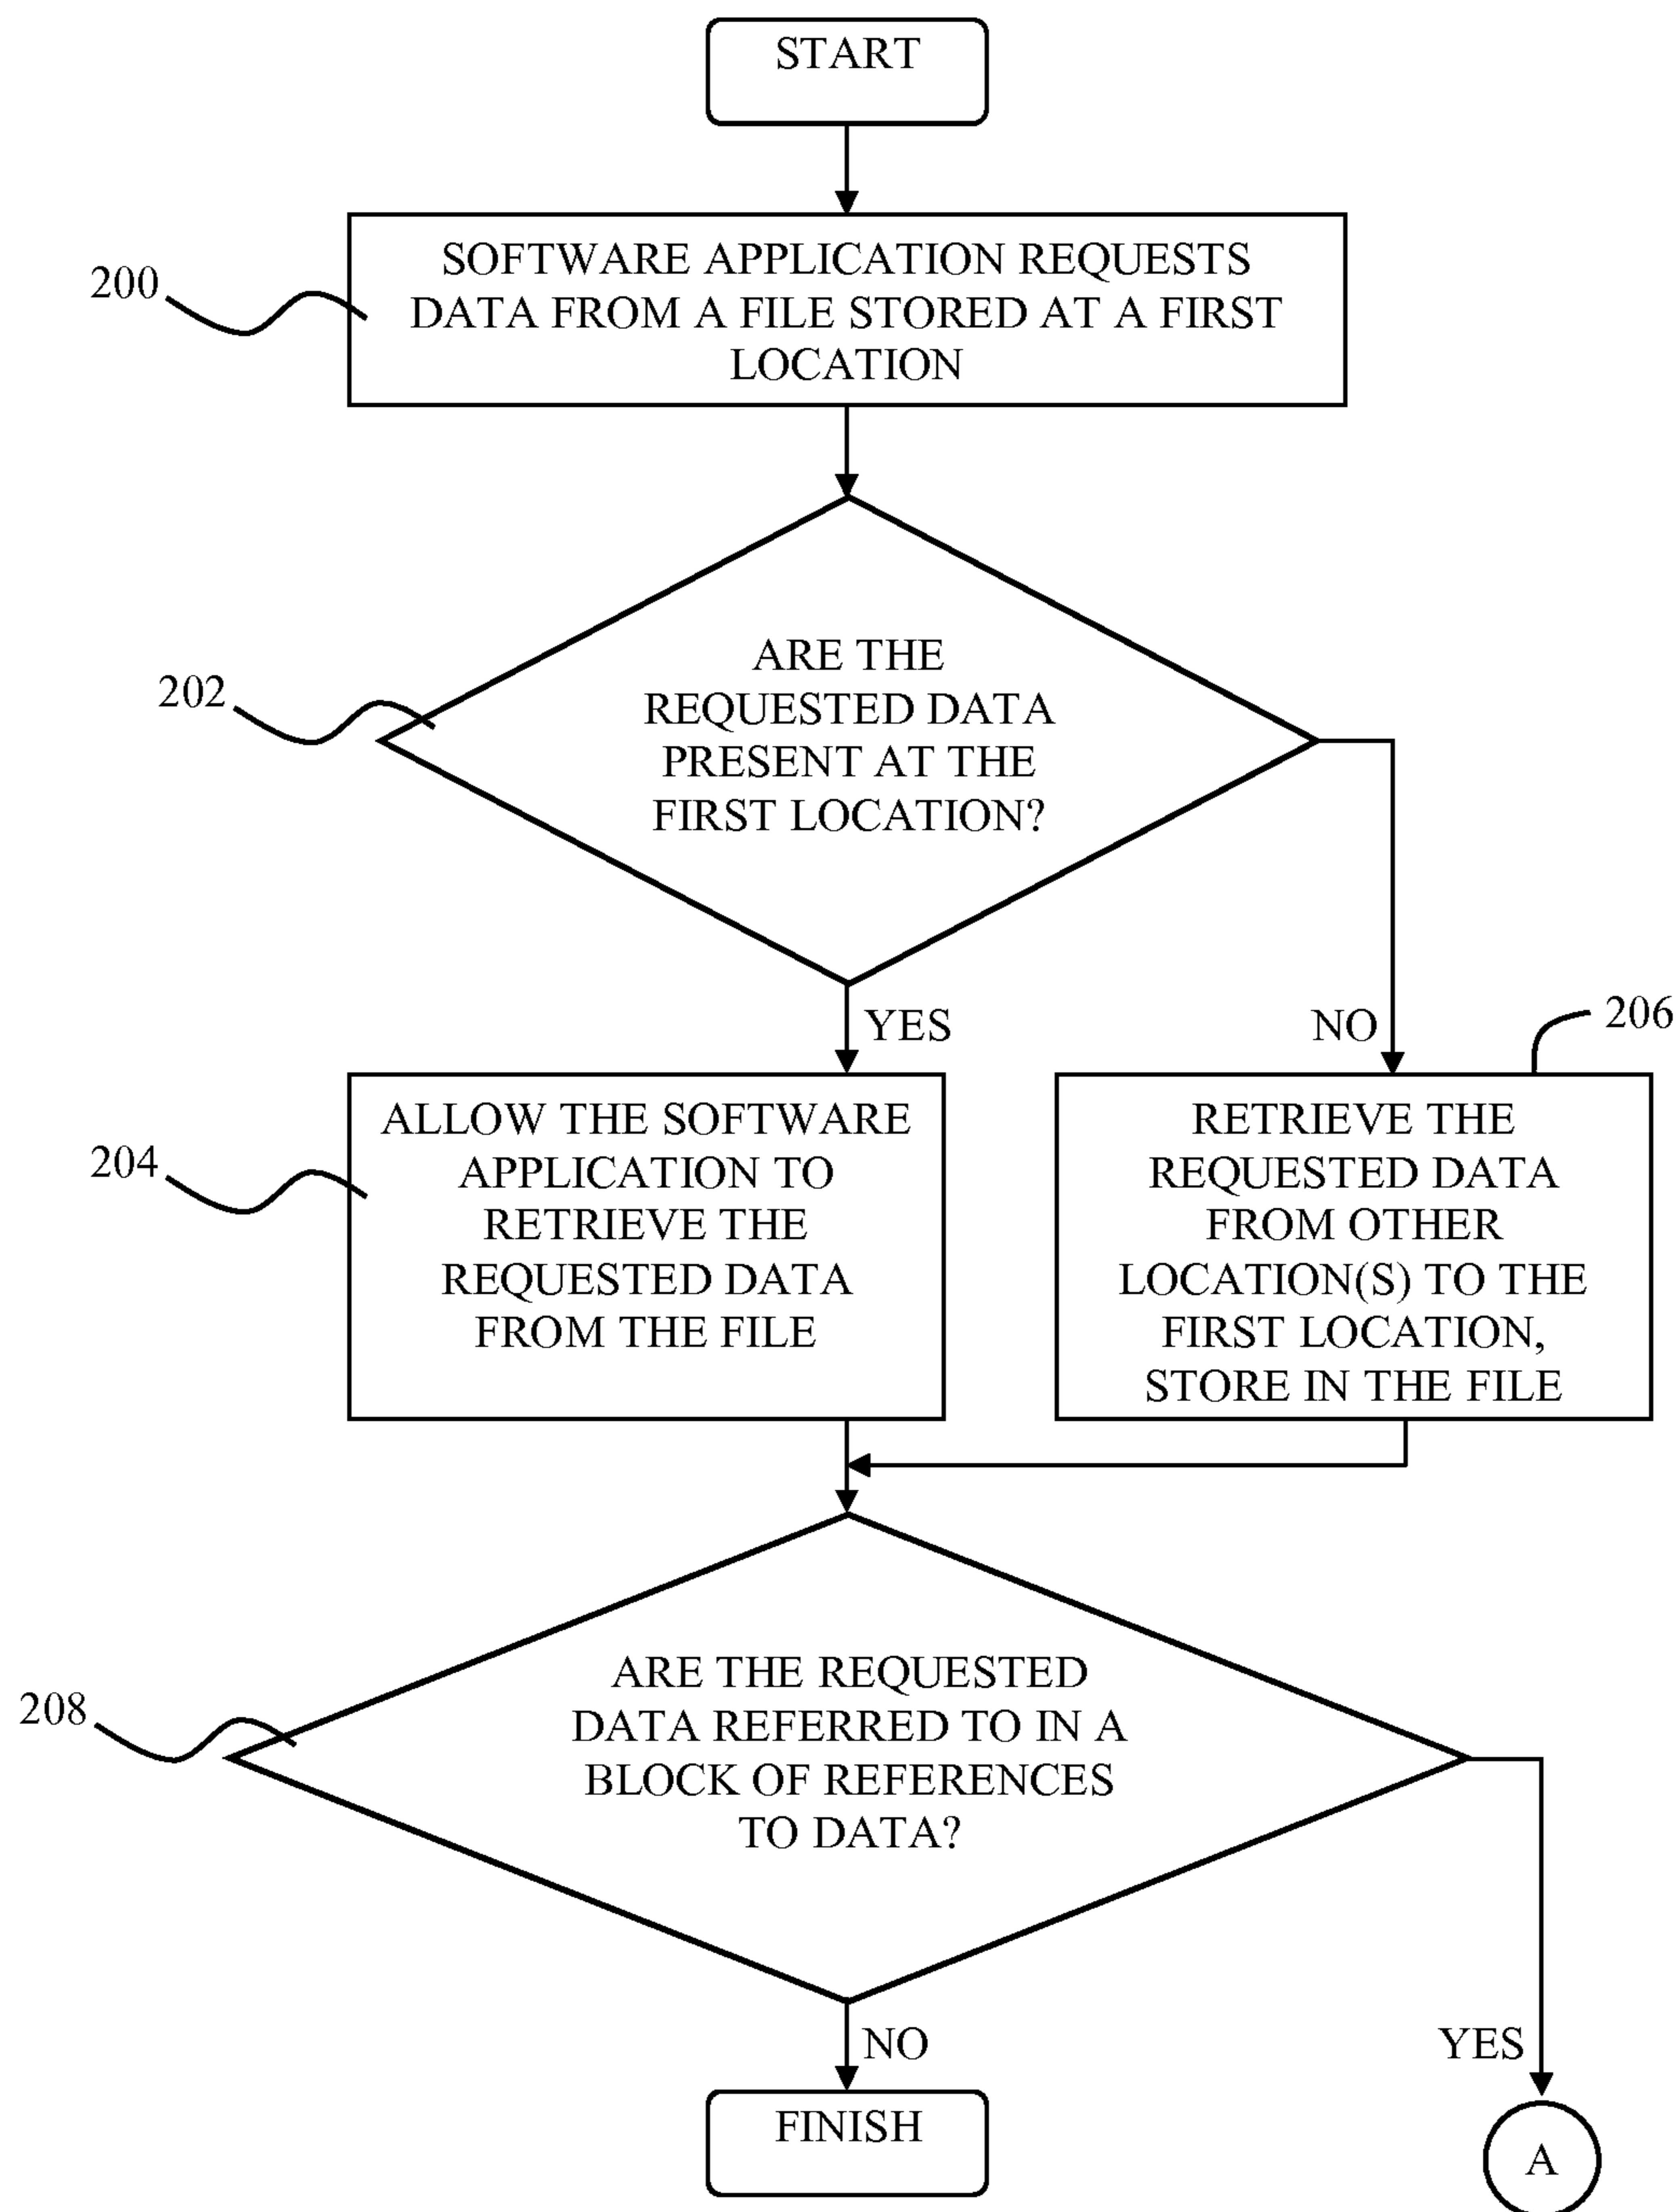 START
200
SOFTWARE APPLICATION REQUESTS
DATA FROM A FILE STORED AT A FIRST
LOCATION
202
ARE THE
REQUESTED DATA
PRESENT AT THE
FIRST LOCATION?
YES
NO
206
204
ALLOW THE SOFTWARE
APPLICATION TO
RETRIEVE THE
REQUESTED DATA
FROM THE FILE
RETRIEVE THE
REQUESTED DATA
FROM OTHER
LOCATION(S) TO THE
FIRST LOCATION,
STORE IN THE FILE
208
ARE THE REQUESTED
DATA REFERRED TO IN A
BLOCK OF REFERENCES
TO DATA?
NO
YES
FINISH
A